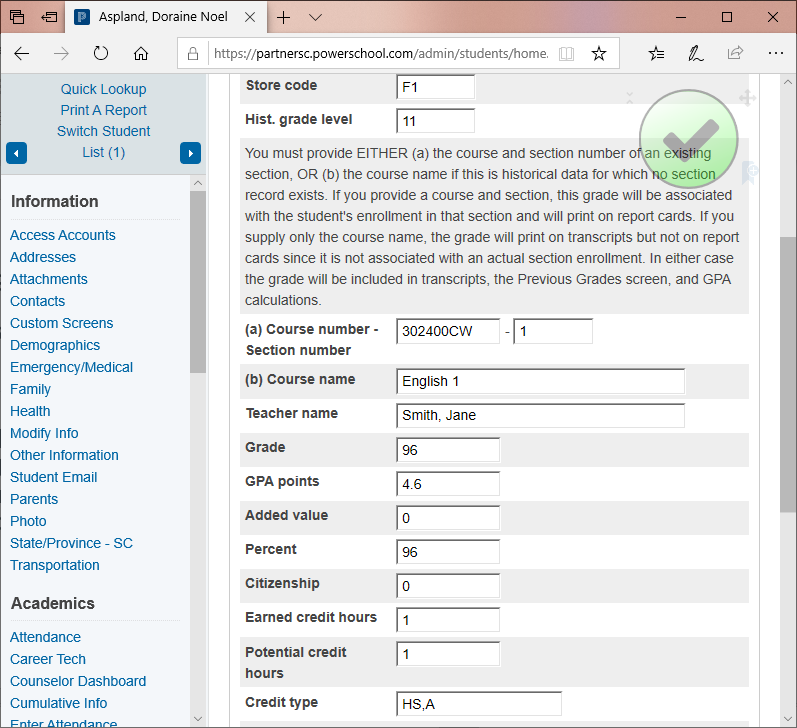 Aspland, Doraine Noel
https://partnersc.powerschool.com/admin/students/home.
Quick Lookup
Print A Report
Switch Student
List (1)
Information
Access Accounts
Addresses
Attachments
Contacts
Custom Screens
Demographics
Emergency/Medical
Family
Health
Modify Info
Other Information
Student Email
Parents
Photo
State/Province - SC
Transportation
Academics
Attendance
Career Tech
Counselor Dashboard
Cumulative Info
Enter Attendance
Store code F1
Hist. grade level 11
You must provide EITHER (a) the course and section number of an existing
section, OR (b) the course name if this is historical data for which no section
record exists. If you provide a course and section, this grade will be associated
with the student's enrollment in that section and will print on report cards. If you
supply only the course name, the grade will print on transcripts but not on report
cards since it is not associated with an actual section enrollment. In either case
the grade will be included in transcripts, the Previous Grades screen, and GPA
calculations.
(a) Course number - 302400CW - 1
Section number
(b) Course name English 1
Teacher name Smith, Jane
Grade 96
GPA points 4.6
Added value 0
Percent 96
Citizenship 0
Earned credit hours 1
Potential credit 1
hours
Credit type HS,A